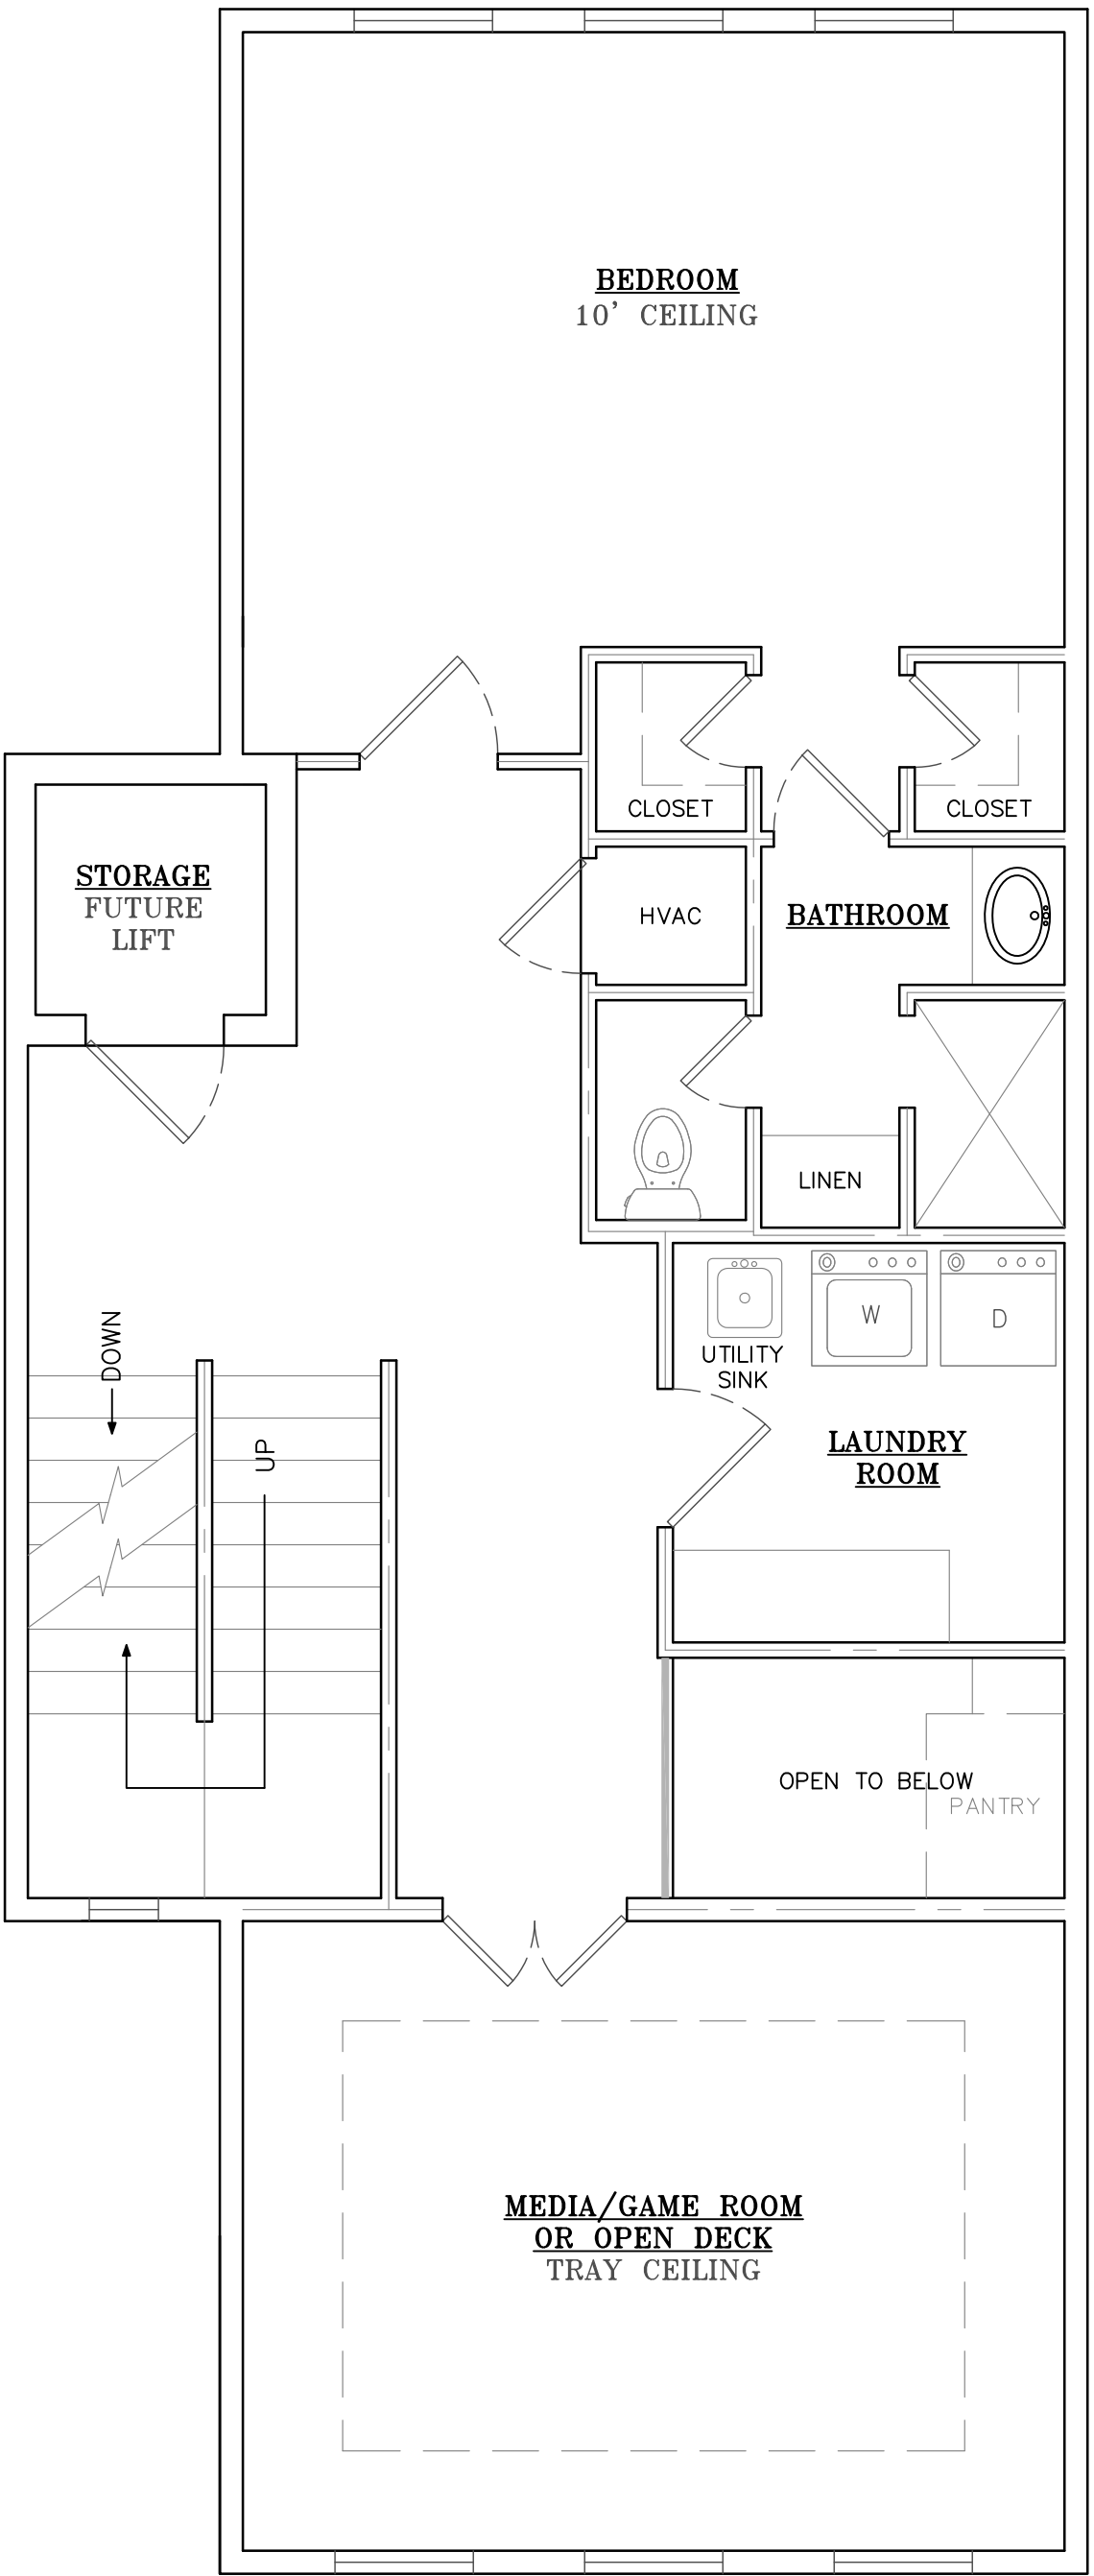 BEDROOM
10' CEILING
CLOSET
CLOSET
STORAGE
FUTURE
LIFT
HVAC
BATHROOM
LINEN
DOWN
UP
UTILITY
SINK
W
D
LAUNDRY
ROOM
OPEN TO BELOW
PANTRY
MEDIA/GAME ROOM
OR OPEN DECK
TRAY CEILING